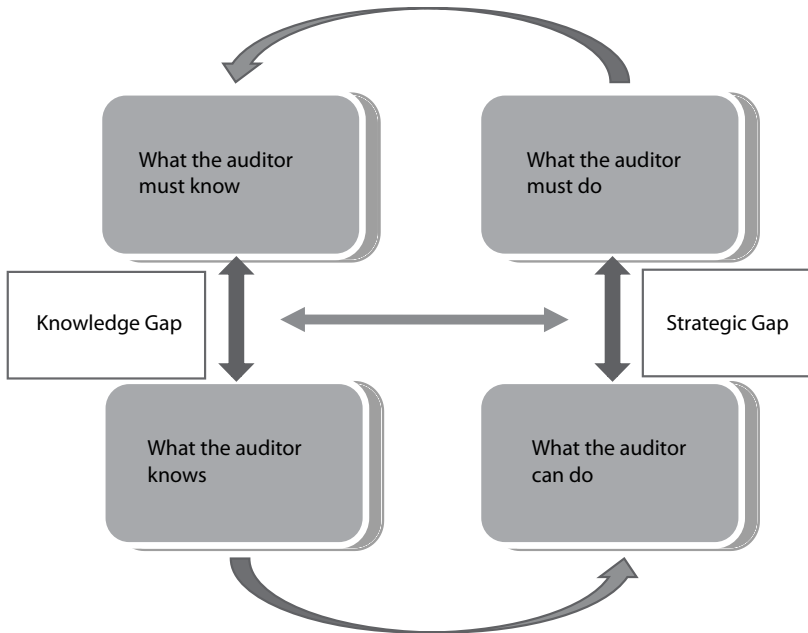 What the auditor
must know
What the auditor
must do
Knowledge Gap
Strategic Gap
What the auditor
knows
What the auditor
can do